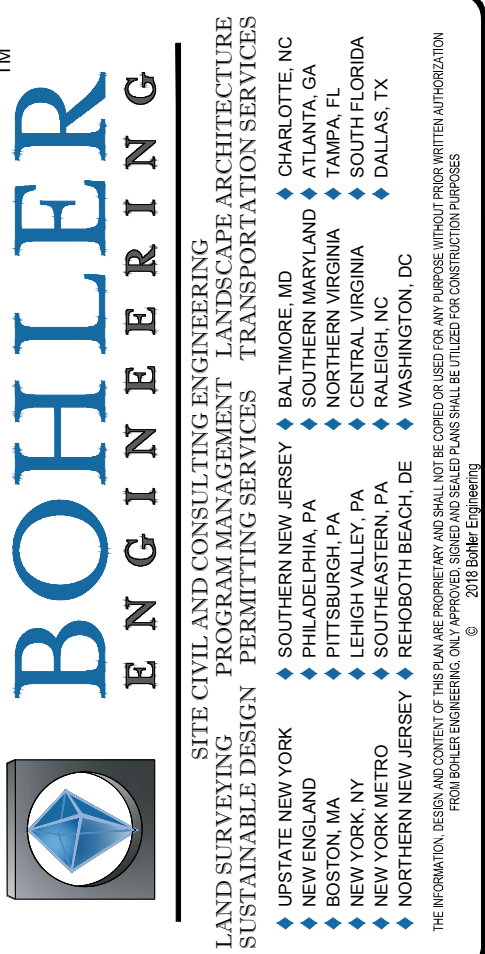 BOHLER™
ENGINEERING
SITE CIVIL AND CONSULTING ENGINEERING
LAND SURVEYING PROGRAM MANAGEMENT LANDSCAPE ARCHITECTURE
SUSTAINABLE DESIGN PERMITTING SERVICES TRANSPORTATION SERVICES
UPSTATE NEW YORK
NEW ENGLAND
BOSTON, MA
NEW YORK, NY
NEW YORK METRO
NORTHERN NEW JERSEY
SOUTHERN NEW JERSEY
PHILADELPHIA, PA
PITTSBURGH, PA
LEHIGH VALLEY, PA
SOUTHEASTERN, PA
REHOBOTH BEACH, DE
BALTIMORE, MD
SOUTHERN MARYLAND
NORTHERN VIRGINIA
CENTRAL VIRGINIA
RALEIGH, NC
WASHINGTON, DC
CHARLOTTE, NC
ATLANTA, GA
TAMPA, FL
SOUTH FLORIDA
DALLAS, TX
THE INFORMATION, DESIGN AND CONTENT OF THIS PLAN ARE PROPRIETARY AND SHALL NOT BE COPIED OR USED FOR ANY PURPOSE WITHOUT PRIOR WRITTEN AUTHORIZATION
FROM BOHLER ENGINEERING. ONLY APPROVED, SIGNED AND SEALED PLANS SHALL BE UTILIZED FOR CONSTRUCTION PURPOSES
© 2018 Bohler Engineering